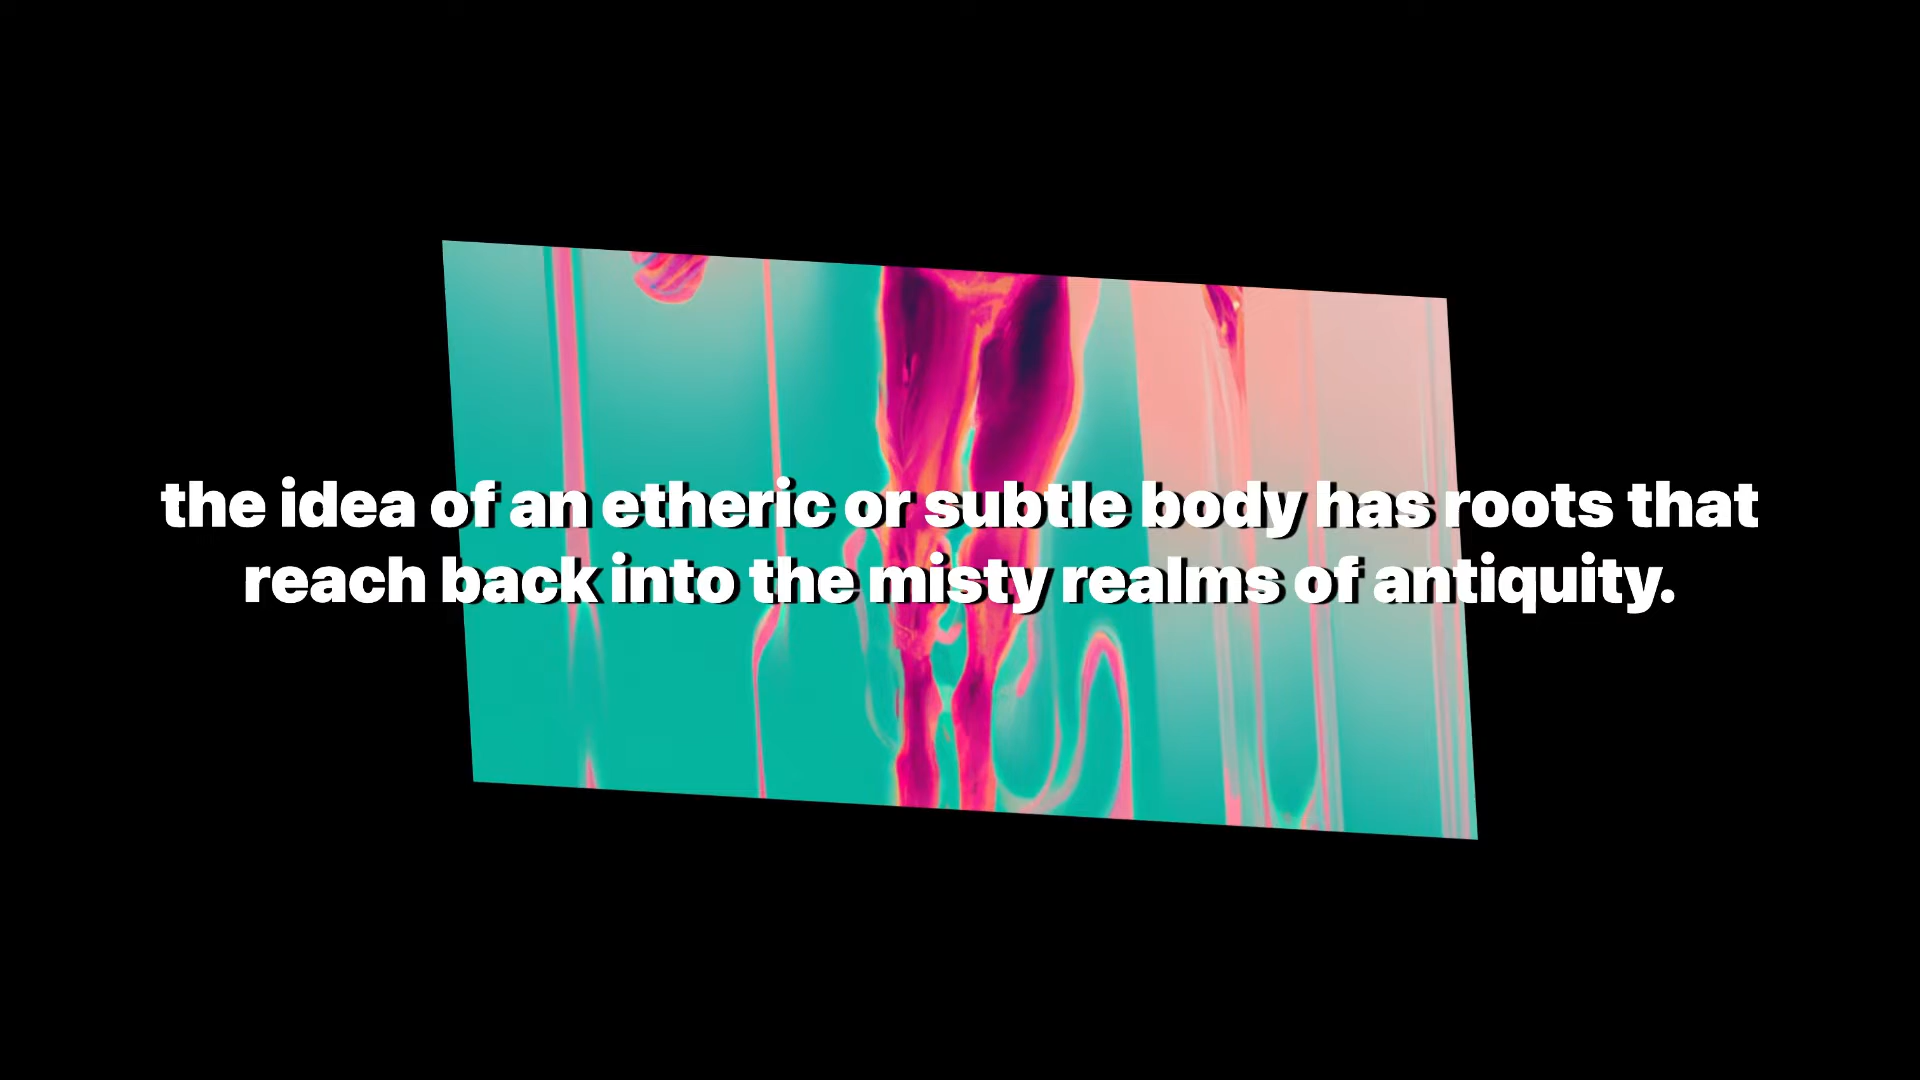 the idea of an etheric or subtle body has roots that
reach back into the misty realms of antiquity.